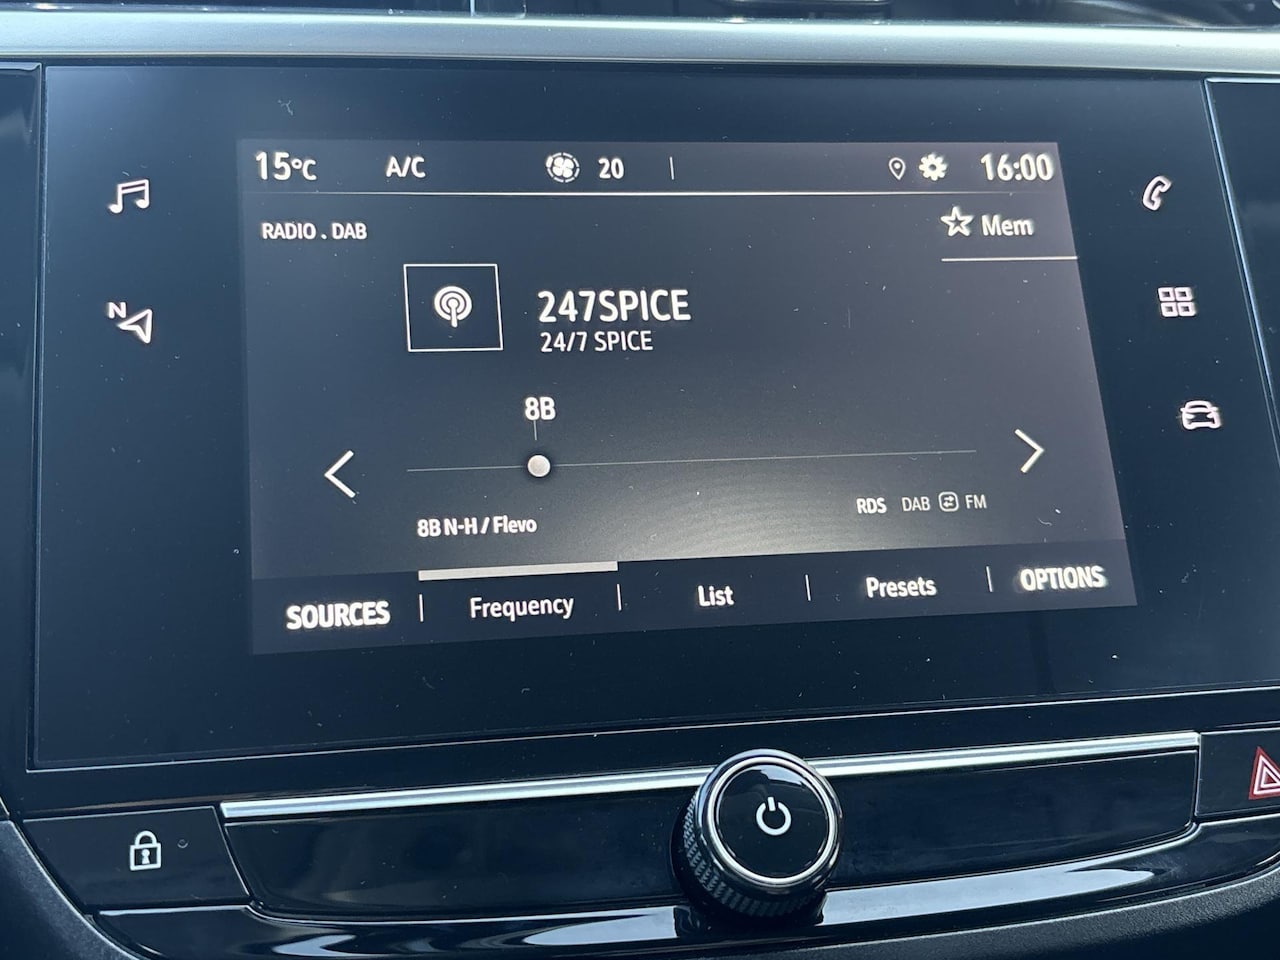 15°C A/C 20 16:00
RADIO . DAB
Mem
247SPICE
24/7 SPICE
N
8B
RDS DAB FM
8B N-H / Flevo
SOURCES Frequency List Presets OPTIONS